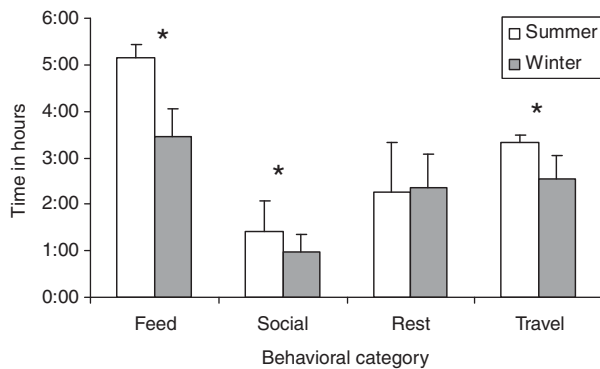 6:00
5:00
4:00
3:00
2:00
1:00
0:00
Time in hours
*
*
*
Summer
Winter
Feed Social Rest Travel
Behavioral category